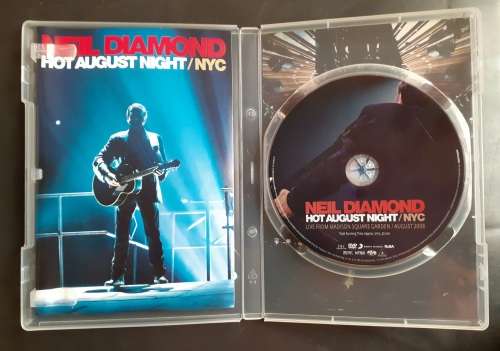 NEIL DIAMOND
HOT AUGUST NIGHT/NYC
NEIL DIAMOND
HOT AUGUST NIGHT/NYC
LIVE FROM MADISON SQUARE GARDEN / AUGUST 2008